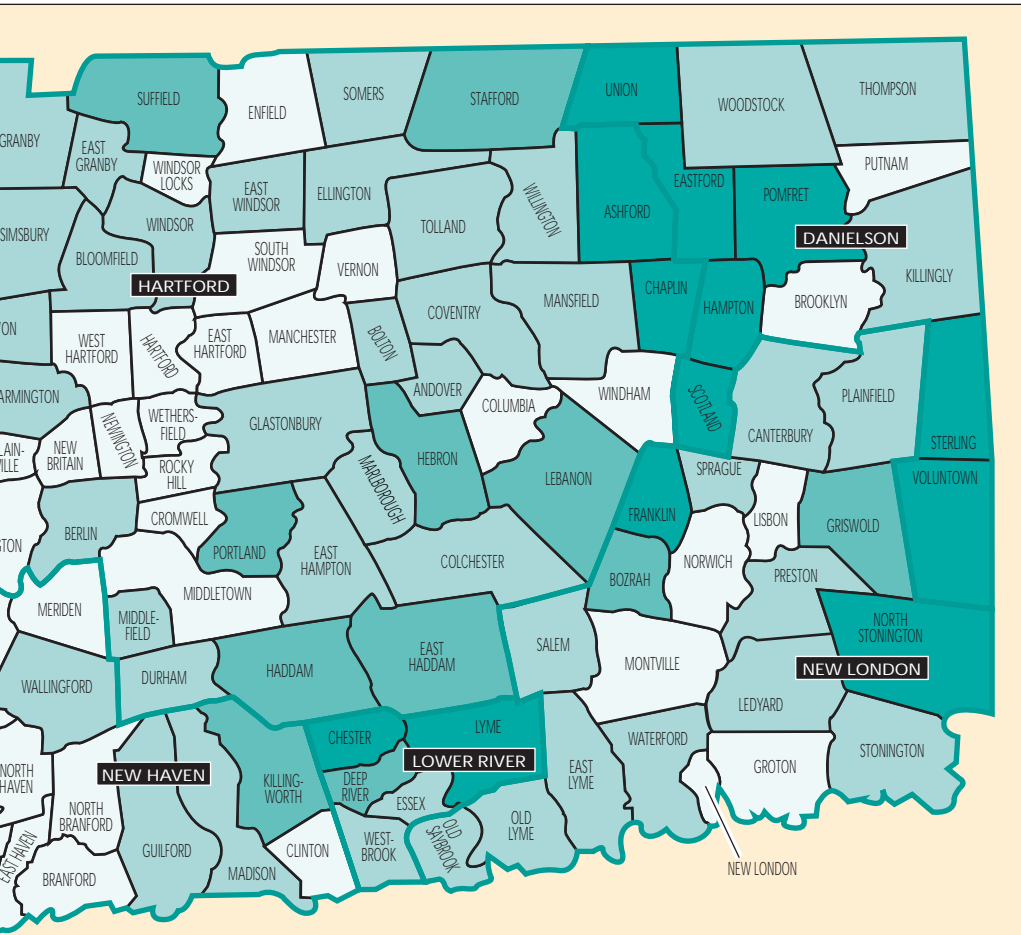 SUFFIELD
ENFIELD
SOMERS
STAFFORD
UNION
WOODSTOCK
THOMPSON
GRANBY
EAST
GRANBY
WINDSOR
LOCKS
EAST
WINDSOR
ELLINGTON
TOLLAND
WILLINGTON
ASHFORD
EASTFORD
POMFRET
PUTNAM
SIMSBURY
BLOOMFIELD
WINDSOR
SOUTH
WINDSOR
VERNON
DANIELSON
KILLINGLY
HARTFORD
MANSFIELD
CHAPLIN
HAMPTON
BROOKLYN
ON
WEST
HARTFORD
HARTFORD
EAST
HARTFORD
MANCHESTER
BOLTON
COVENTRY
ANDOVER
COLUMBIA
WINDHAM
SCOTLAND
CANTERBURY
PLAINFIELD
STERLING
ARMINGTON
LAIN-
VILLE
NEW
BRITAIN
NEWINGTON
WETHERS-
FIELD
ROCKY
HILL
GLASTONBURY
MARLBOROUGH
HEBRON
LEBANON
SPRAGUE
FRANKLIN
LISBON
GRISWOLD
VOLUNTOWN
GTON
BERLIN
CROMWELL
PORTLAND
EAST
HAMPTON
COLCHESTER
BOZRAH
NORWICH
PRESTON
MERIDEN
MIDDLE-
FIELD
MIDDLETOWN
HADDAM
EAST
HADDAM
SALEM
MONTVILLE
NORTH
STONINGTON
NEW LONDON
LEDYARD
WALLINGFORD
DURHAM
CHESTER
LYME
LOWER RIVER
EAST
LYME
WATERFORD
GROTON
STONINGTON
NORTH
HAVEN
NEW HAVEN
NORTH
BRANFORD
KILLING-
WORTH
DEEP
RIVER
ESSEX
OLD
SAYBROOK
OLD
LYME
EAST HAVEN
BRANFORD
GUILFORD
MADISON
CLINTON
WEST-
BROOK
NEW LONDON